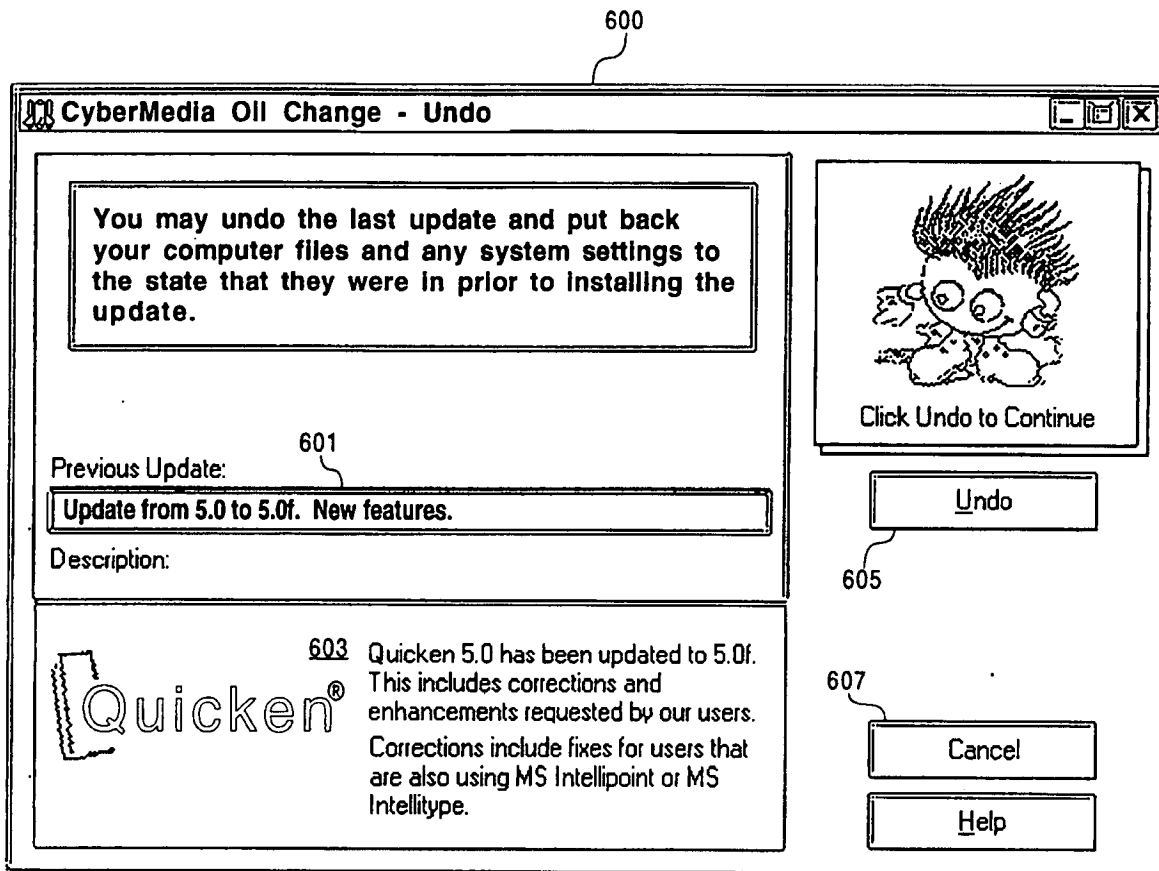 600
CyberMedia Oil Change - Undo
You may undo the last update and put back
your computer files and any system settings to
the state that they were in prior to installing the
update.
Click Undo to Continue
601
Previous Update:
Update from 5.0 to 5.0f. New features.
Undo
605
Description:
Quicken®
603
Quicken 5.0 has been updated to 5.0f.
This includes corrections and
enhancements requested by our users.
Corrections include fixes for users that
are also using MS Intellipoint or MS
Intellitype.
607
Cancel
Help